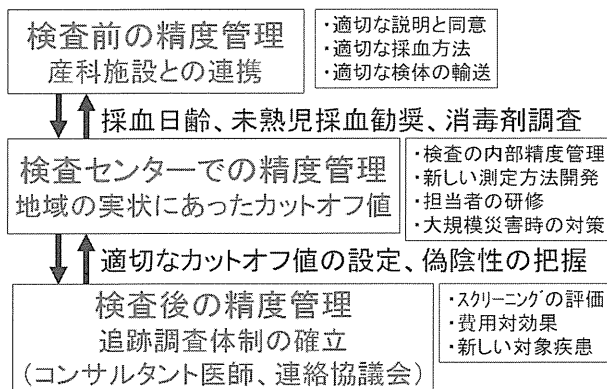 検査前の精度管理
産科施設との連携
・適切な説明と同意
・適切な採血方法
・適切な検体の輸送
採血日齢、未熟児採血勧奨、消毒剤調査
検査センターでの精度管理
地域の実状にあったカットオフ値
・検査の内部精度管理
・新しい測定方法開発
・担当者の研修
・大規模災害時の対策
適切なカットオフ値の設定、偽陰性の把握
検査後の精度管理
追跡調査体制の確立
(コンサルタント医師、連絡協議会)
・スクリーニングの評価
・費用対効果
・新しい対象疾患